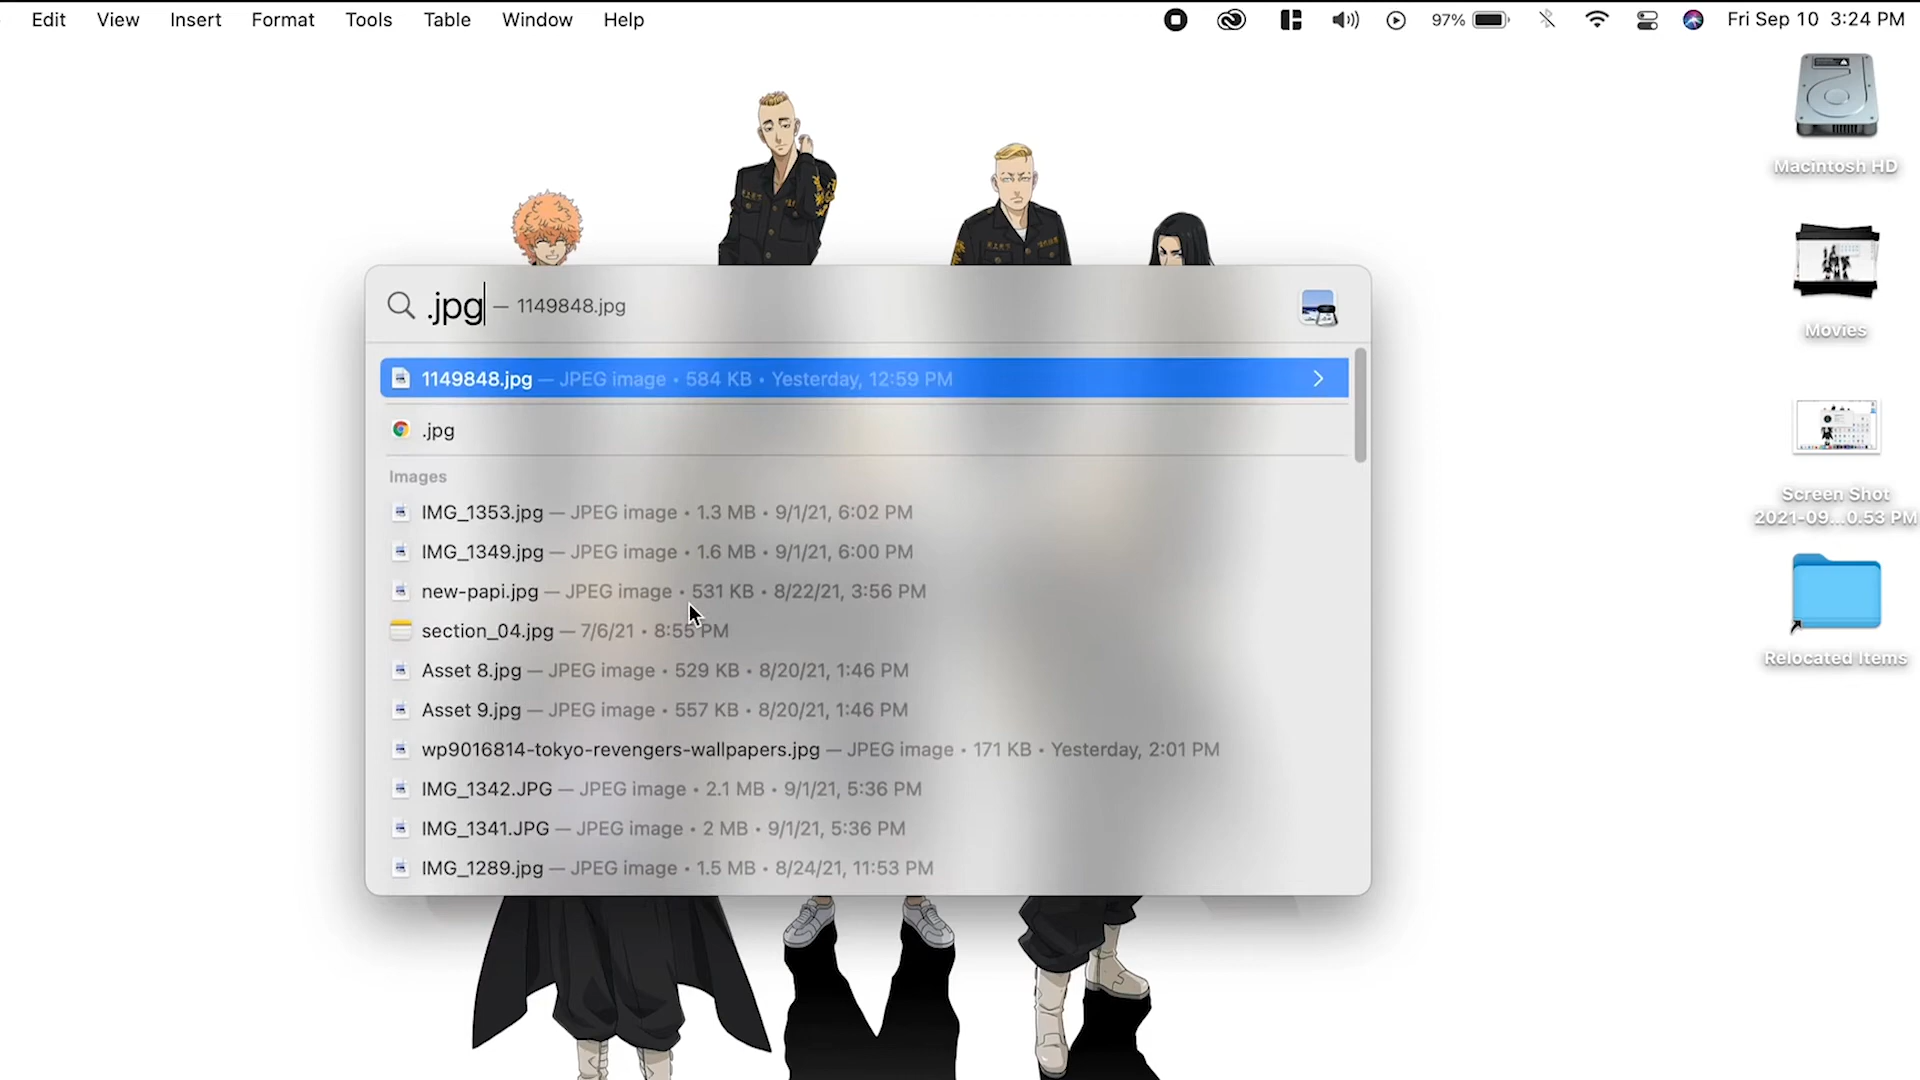 Edit View Insert Format Tools Table Window Help 97% Fri Sep 10 3:24 PM
Macintosh HD
Movies
Screen Shot
2021-09...0.53 PM
Relocated Items
.jpg — 1149848.jpg
1149848.jpg — JPEG image • 584 KB • Yesterday, 12:59 PM
.jpg
Images
IMG_1353.jpg — JPEG image • 1.3 MB • 9/1/21, 6:02 PM
IMG_1349.jpg — JPEG image • 1.6 MB • 9/1/21, 6:00 PM
new-papi.jpg — JPEG image • 531 KB • 8/22/21, 3:56 PM
section_04.jpg — 7/6/21 • 8:55 PM
Asset 8.jpg — JPEG image • 529 KB • 8/20/21, 1:46 PM
Asset 9.jpg — JPEG image • 557 KB • 8/20/21, 1:46 PM
wp9016814-tokyo-revengers-wallpapers.jpg — JPEG image • 171 KB • Yesterday, 2:01 PM
IMG_1342.JPG — JPEG image • 2.1 MB • 9/1/21, 5:36 PM
IMG_1341.JPG — JPEG image • 2 MB • 9/1/21, 5:36 PM
IMG_1289.jpg — JPEG image • 1.5 MB • 8/24/21, 11:53 PM